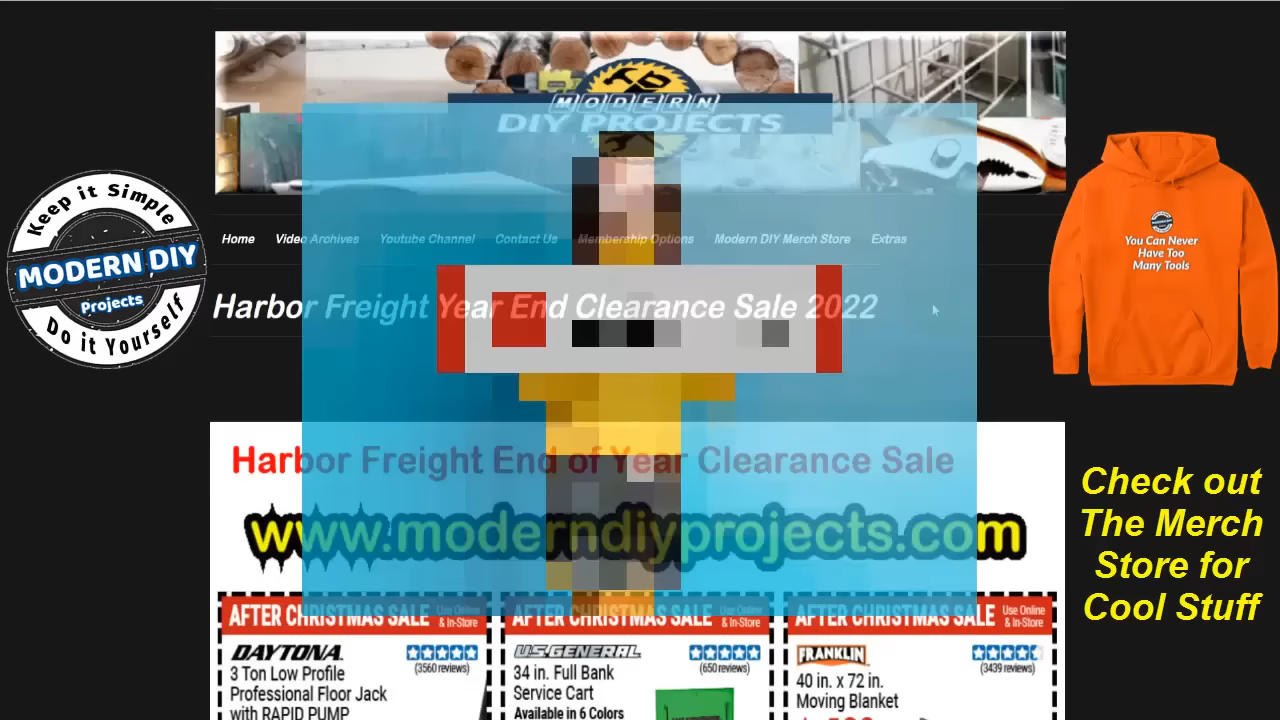 MODERN
DIY PROJECTS
Keep it Simple
MODERN DIY
Projects
Do it Yourself
Home Video Archives Youtube Channel Contact Us Membership Options Modern DIY Merch Store Extras
Harbor Freight Year End Clearance Sale 2022
You Can Never
Have Too
Many Tools
Harbor Freight End of Year Clearance Sale
www.moderndiyprojects.com
Check out
The Merch
Store for
Cool Stuff
AFTER CHRISTMAS SALE Use Online & In-Store
DAYTONA
(3560 reviews)
3 Ton Low Profile
Professional Floor Jack
with RAPID PUMP
AFTER CHRISTMAS SALE Use Online & In-Store
U.S. GENERAL
(650 reviews)
34 in. Full Bank
Service Cart
Available in 6 Colors
AFTER CHRISTMAS SALE Use Online & In-Store
FRANKLIN
(3439 reviews)
40 in. x 72 in.
Moving Blanket